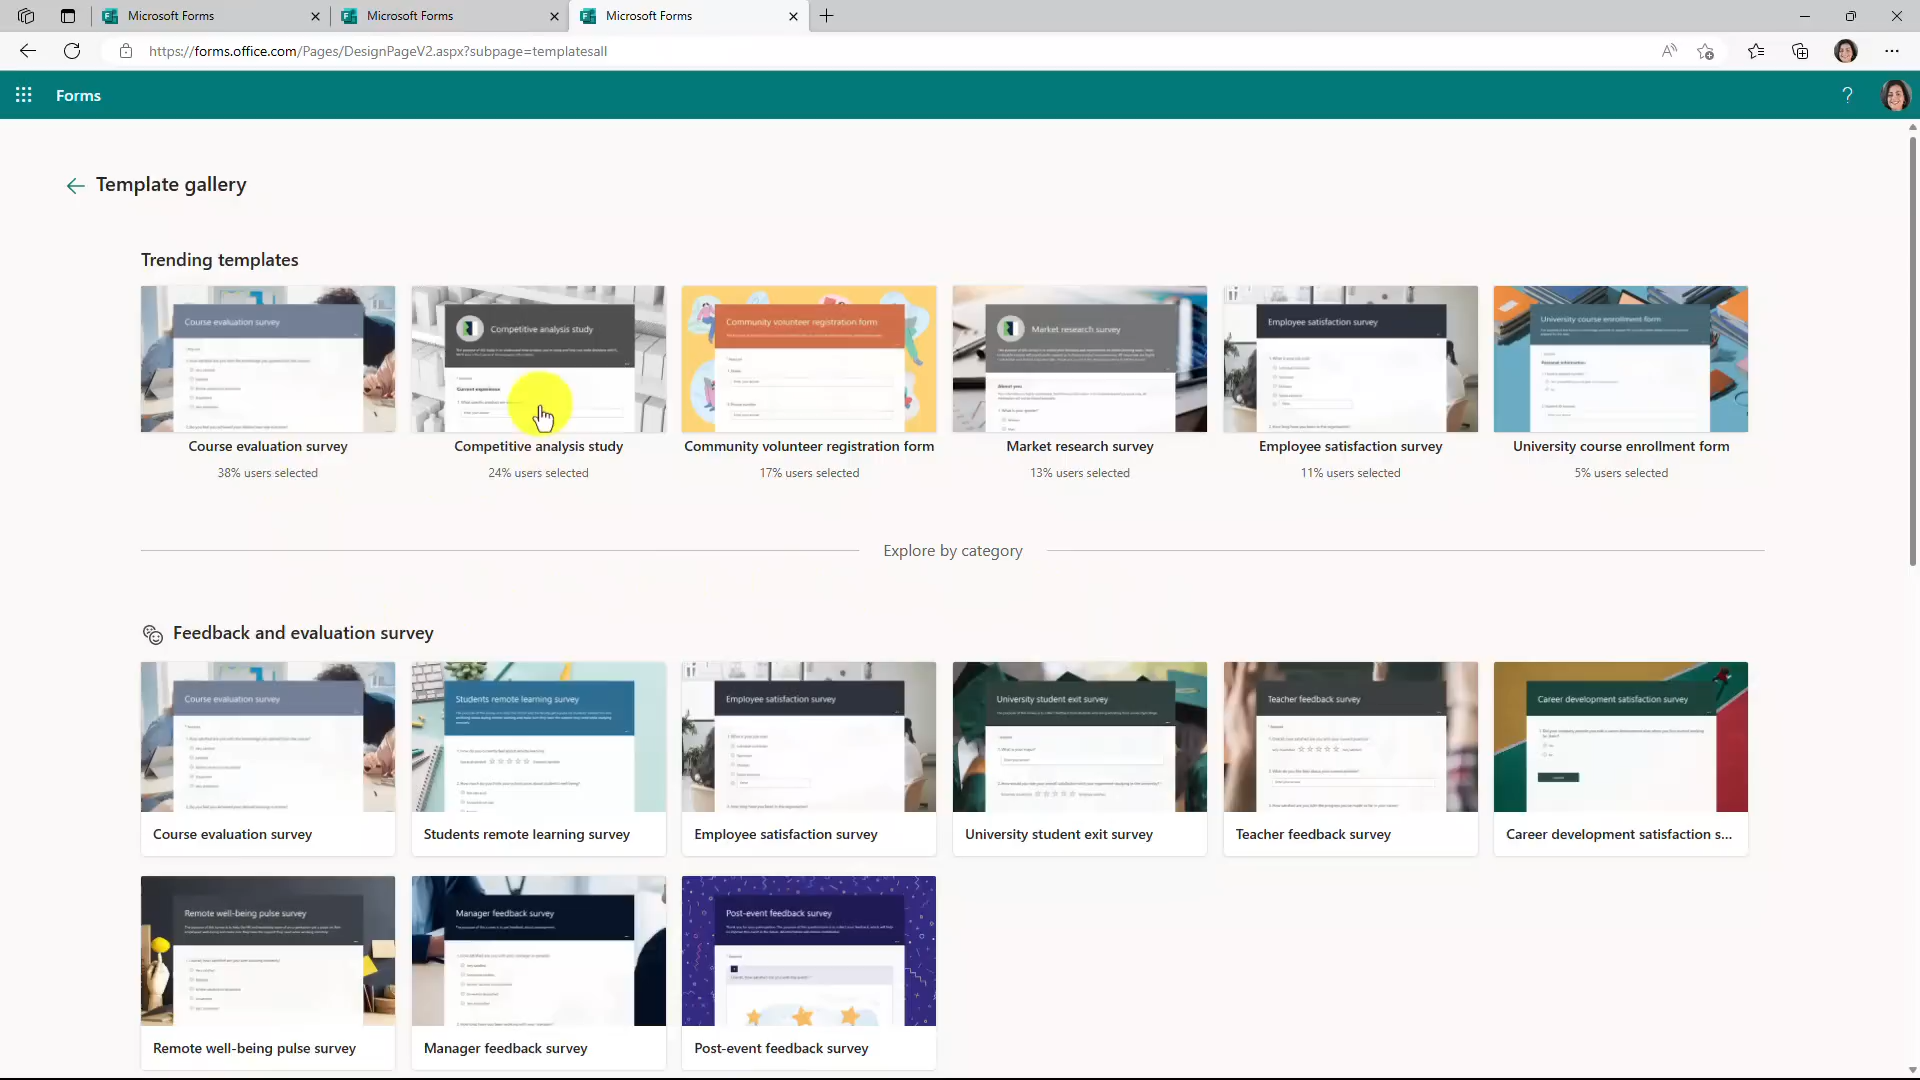 Microsoft Forms
Microsoft Forms
Microsoft Forms
https://forms.office.com/Pages/DesignPageV2.aspx?subpage=templatesall
Forms
?
Template gallery
Trending templates
Course evaluation survey
Competitive analysis study
Community volunteer registration form
Market research survey
Employee satisfaction survey
University course enrollment form
Course evaluation survey
Competitive analysis study
Community volunteer registration form
Market research survey
Employee satisfaction survey
University course enrollment form
38% users selected
24% users selected
17% users selected
13% users selected
11% users selected
5% users selected
Explore by category
Feedback and evaluation survey
Course evaluation survey
Students remote learning survey
Employee satisfaction survey
University student exit survey
Teacher feedback survey
Career development satisfaction survey
Course evaluation survey
Students remote learning survey
Employee satisfaction survey
University student exit survey
Teacher feedback survey
Career development satisfaction s...
Remote well-being pulse survey
Manager feedback survey
Post-event feedback survey
Remote well-being pulse survey
Manager feedback survey
Post-event feedback survey